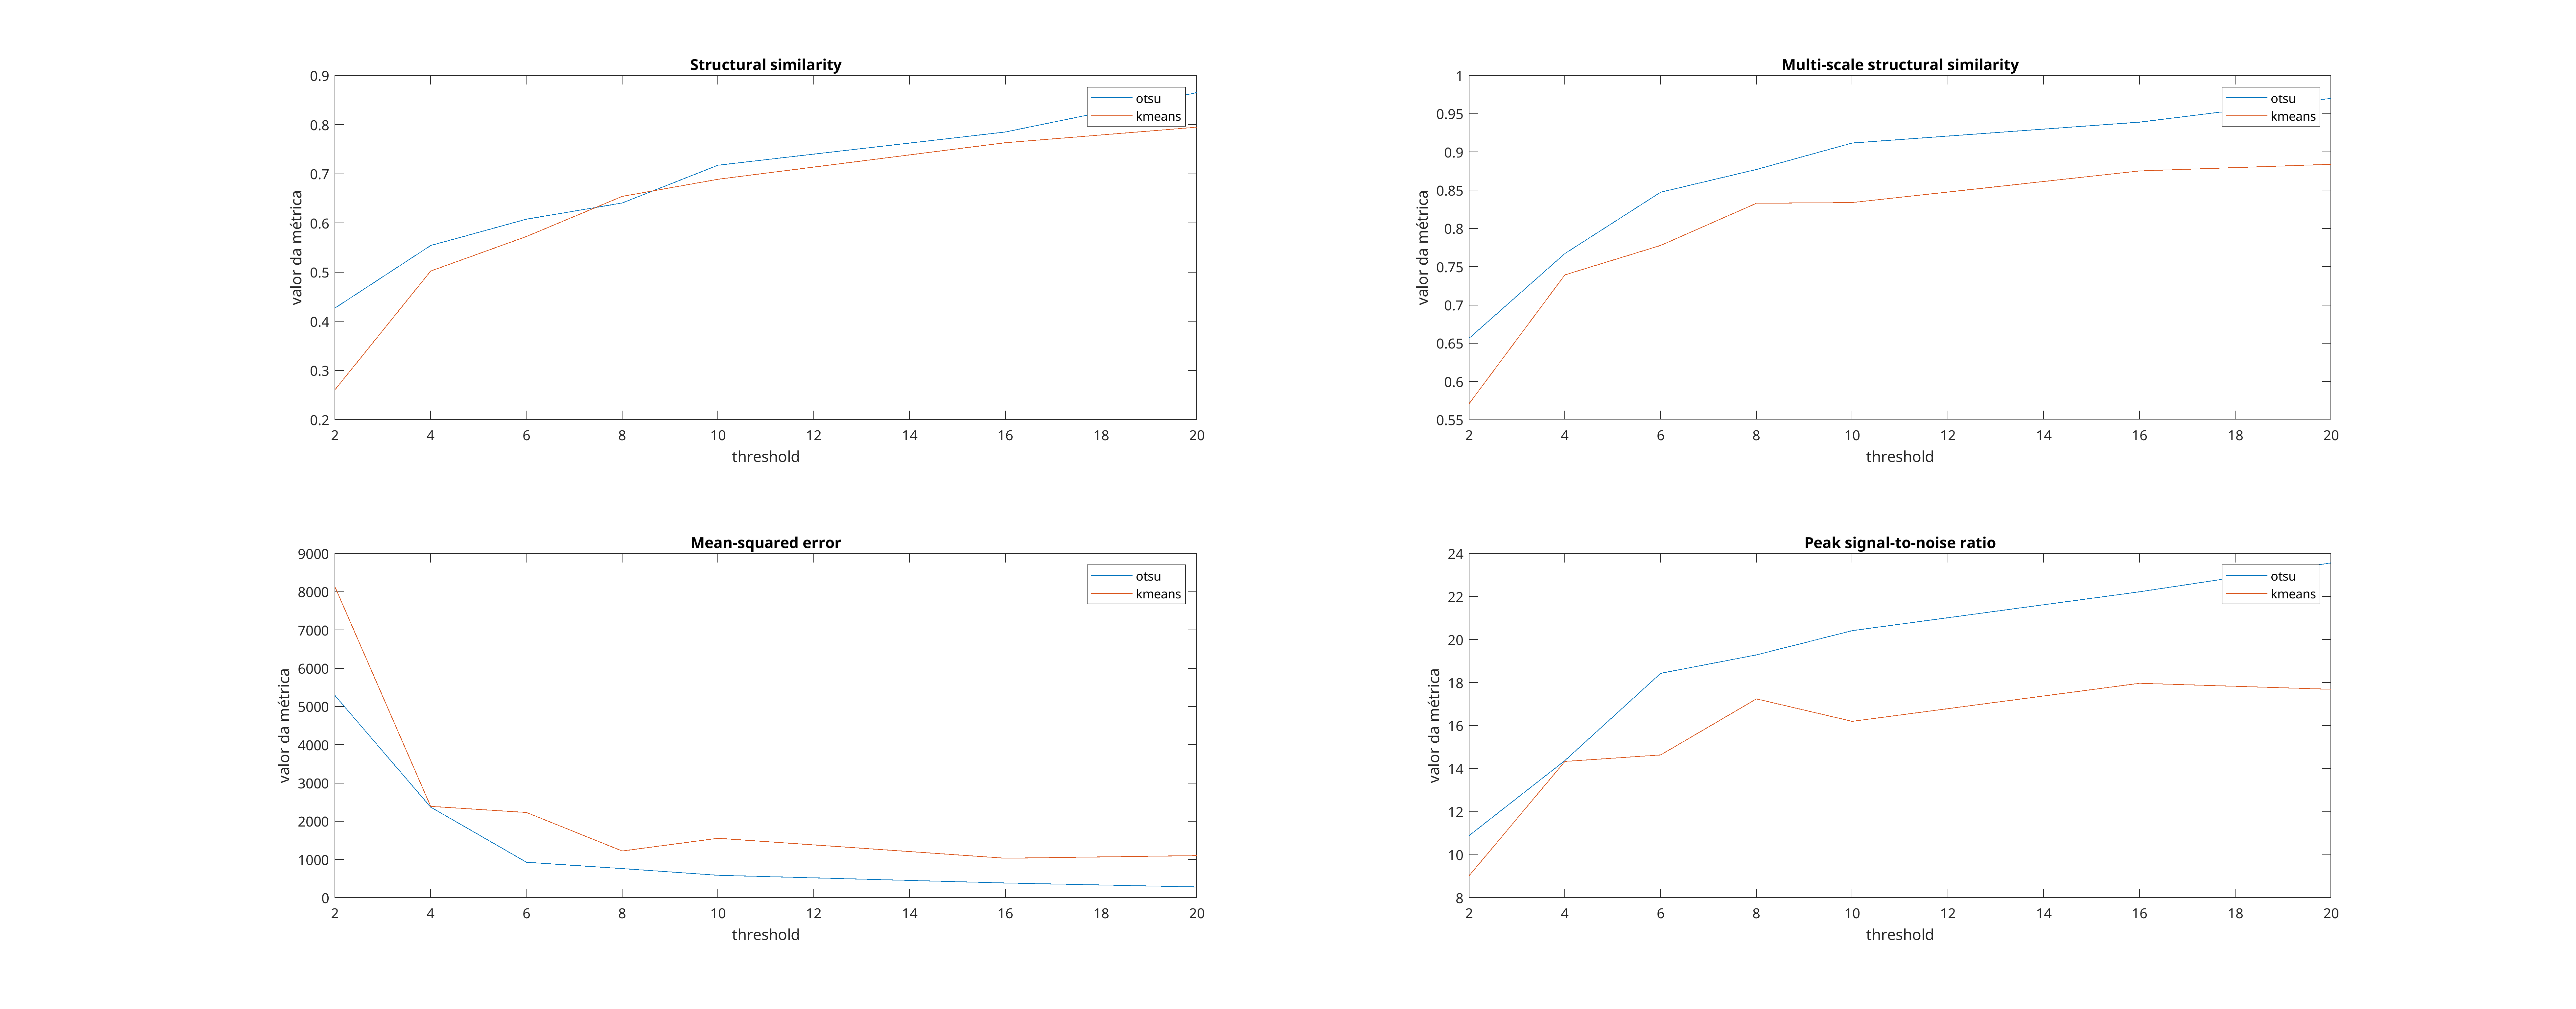 Structural similarity
0.9
0.8
0.7
0.6
0.5
0.4
0.3
0.2
valor da métrica
otsu
kmeans
2 4 6 8 10 12 14 16 18 20
threshold
Multi-scale structural similarity
1
0.95
0.9
0.85
0.8
0.75
0.7
0.65
0.6
0.55
valor da métrica
otsu
kmeans
2 4 6 8 10 12 14 16 18 20
threshold
Mean-squared error
9000
8000
7000
6000
5000
4000
3000
2000
1000
0
valor da métrica
otsu
kmeans
2 4 6 8 10 12 14 16 18 20
threshold
Peak signal-to-noise ratio
24
22
20
18
16
14
12
10
8
valor da métrica
otsu
kmeans
2 4 6 8 10 12 14 16 18 20
threshold